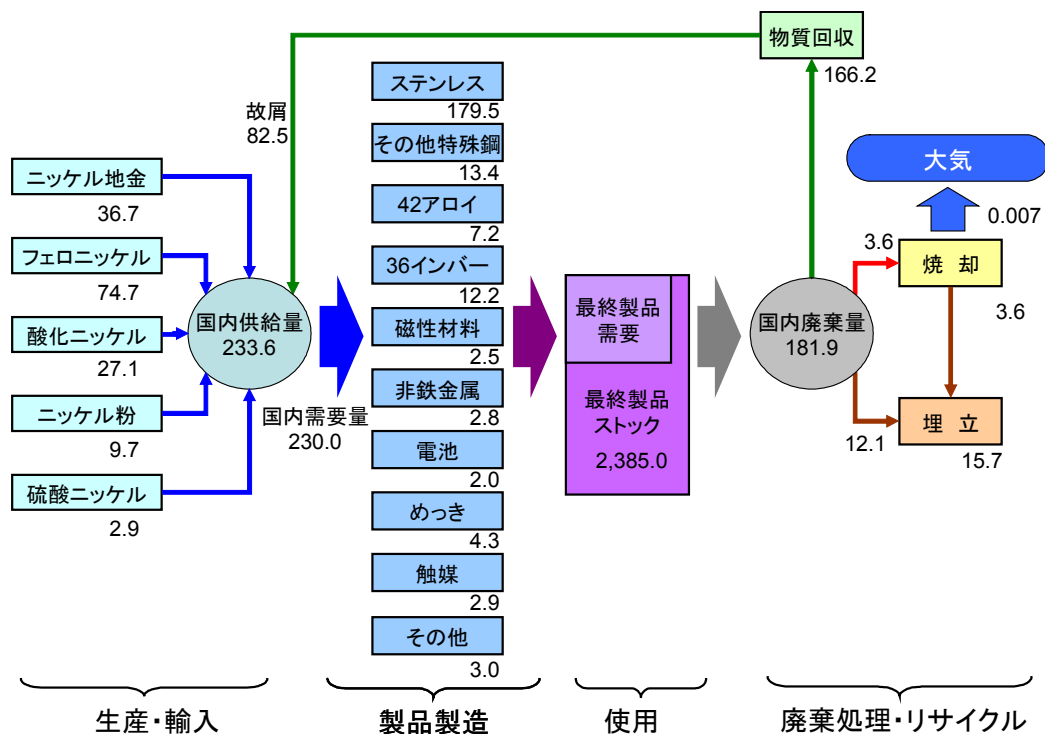 物質回収
166.2
故屑
82.5
ニッケル地金
36.7
フェロニッケル
74.7
酸化ニッケル
27.1
ニッケル粉
9.7
硫酸ニッケル
2.9
国内供給量
233.6
国内需要量
230.0
ステンレス
179.5
その他特殊鋼
13.4
42アロイ
7.2
36インバー
12.2
磁性材料
2.5
非鉄金属
2.8
電池
2.0
めっき
4.3
触媒
2.9
その他
3.0
最終製品
需要
最終製品
ストック
2,385.0
国内廃棄量
181.9
大気
0.007
3.6
焼 却
3.6
12.1
埋 立
15.7
生産・輸入
製品製造
使用
廃棄処理・リサイクル